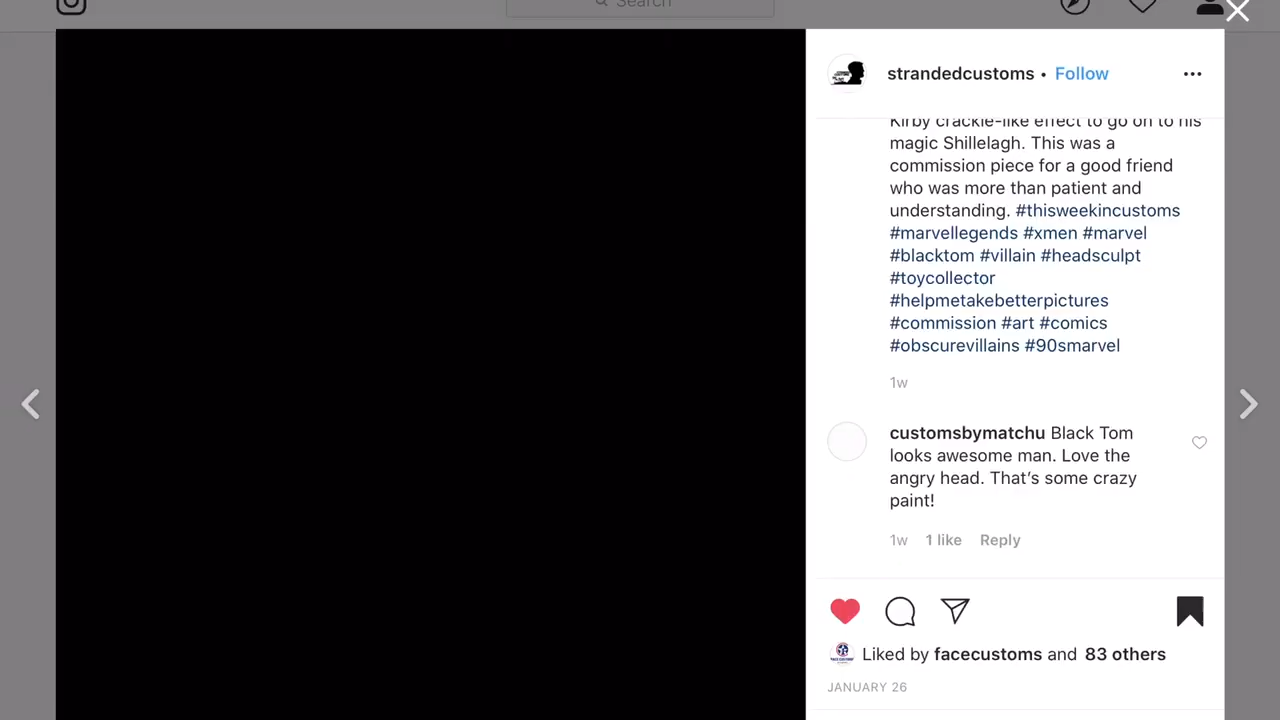 Search
strandedcustoms • Follow
Kirby crackle-like effect to go on to his
magic Shillelagh. This was a
commission piece for a good friend
who was more than patient and
understanding. #thisweekincustoms
#marvellegends #xmen #marvel
#blacktom #villain #headsculpt
#toycollector
#helpmetakebetterpictures
#commission #art #comics
#obscurevillains #90smarvel
1w
customsbymatchu Black Tom
looks awesome man. Love the
angry head. That's some crazy
paint!
1w 1 like Reply
Liked by facecustoms and 83 others
JANUARY 26